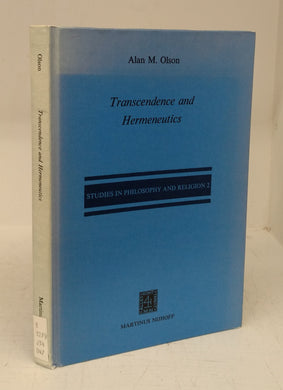 Alan M. Olson
Transcendence and
Hermeneutics
STUDIES IN PHILOSOPHY AND RELIGION 2
MARTINUS NIJHOFF
Olson
Transcendence and Hermeneutics